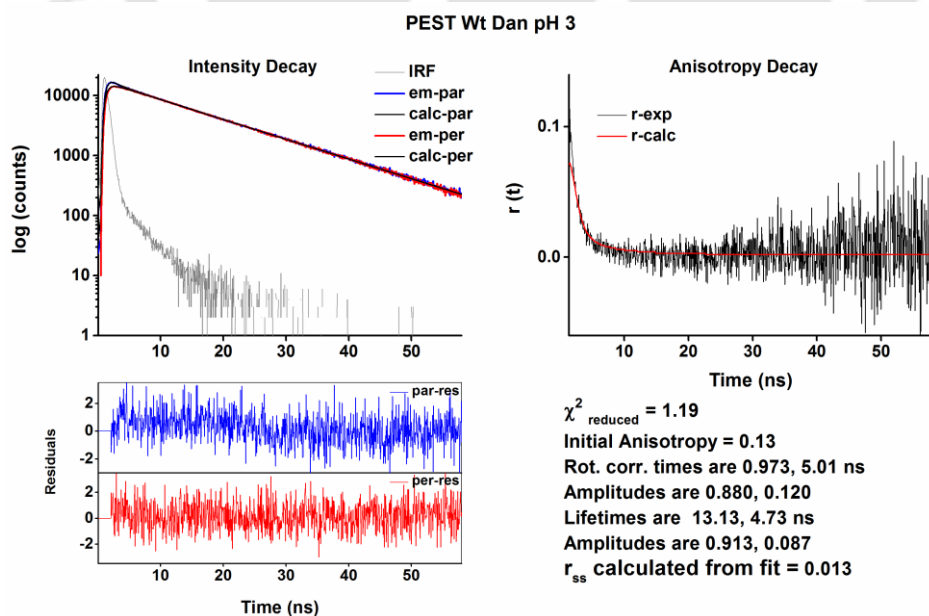 PEST Wt Dan pH 3
Intensity Decay
IRF
em-par
calc-par
em-per
calc-per
10000
1000
100
10
1
log (counts)
10 20 30 40 50
Anisotropy Decay
r-exp
r-calc
0.1
0.0
r (t)
10 20 30 40 50
Time (ns)
par-res
2
0
-2
per-res
2
0
-2
Residuals
10 20 30 40 50
Time (ns)
χ² reduced = 1.19
Initial Anisotropy = 0.13
Rot. corr. times are 0.973, 5.01 ns
Amplitudes are 0.880, 0.120
Lifetimes are 13.13, 4.73 ns
Amplitudes are 0.913, 0.087
rss calculated from fit = 0.013